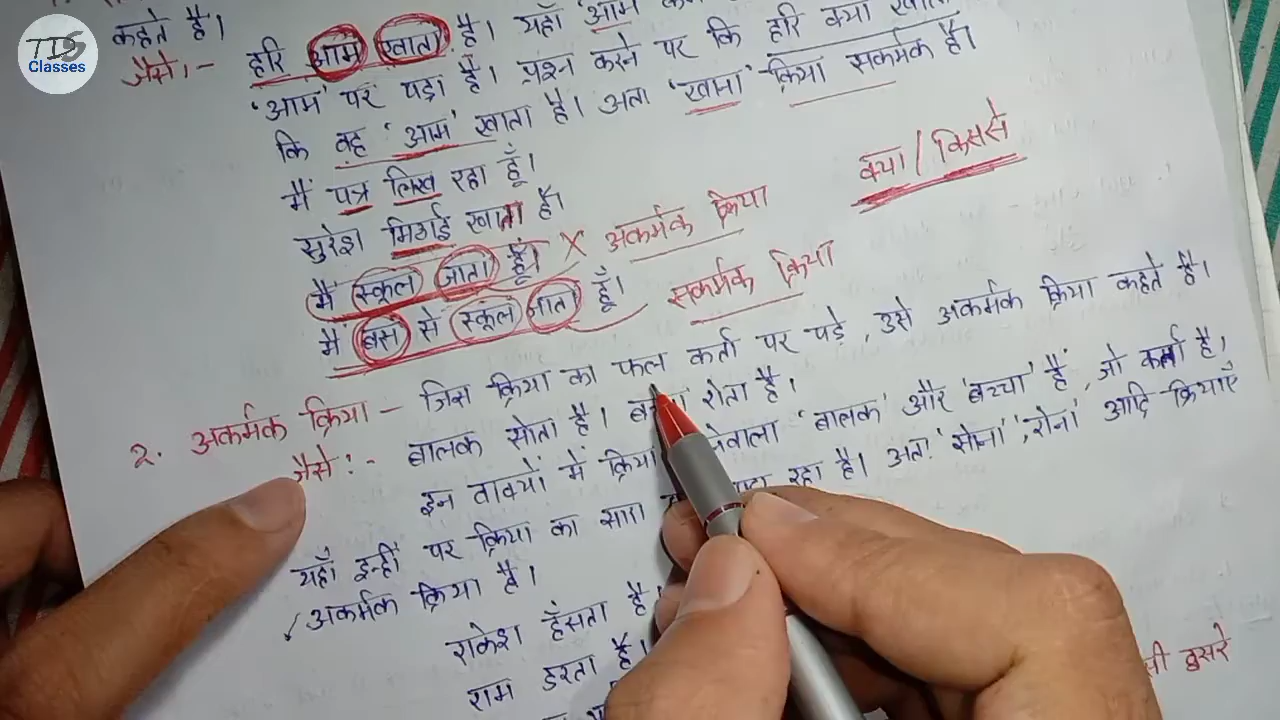 TTS
Classes
कहते है।
जैसे।:- हरि आम खाता है। यहाँ 'आम
'आम' पर पड़ा है। प्रश्न करने पर कि हरि क्या
कि वह 'आम' खाता है। अतः 'खाना' क्रिया सकर्मक है।
मैं पत्र लिख रहा हूँ।
क्या / किससे
सुरेश मिठाई खाता है।
मैं स्कूल जाता हूँ। X अकर्मक क्रिया
मैं बस से स्कूल जाता हूँ। सकर्मक क्रिया
2. अकर्मक क्रिया - जिस क्रिया का फल कर्ता पर पड़े, उसे अकर्मक क्रिया कहते है।
जैसे:- बालक सोता है। रोता है।
इन वाक्यों में क्रिया 'बालक' और 'बच्चा' हैं, जो कर्ता है।
यहाँ इन्हीं पर क्रिया का सारा रहा है। अतः 'सोना', 'रोना' आदि क्रियाएँ
अकर्मक क्रिया है।
राकेश हँसता है।
राम डरता है।
दुसरे